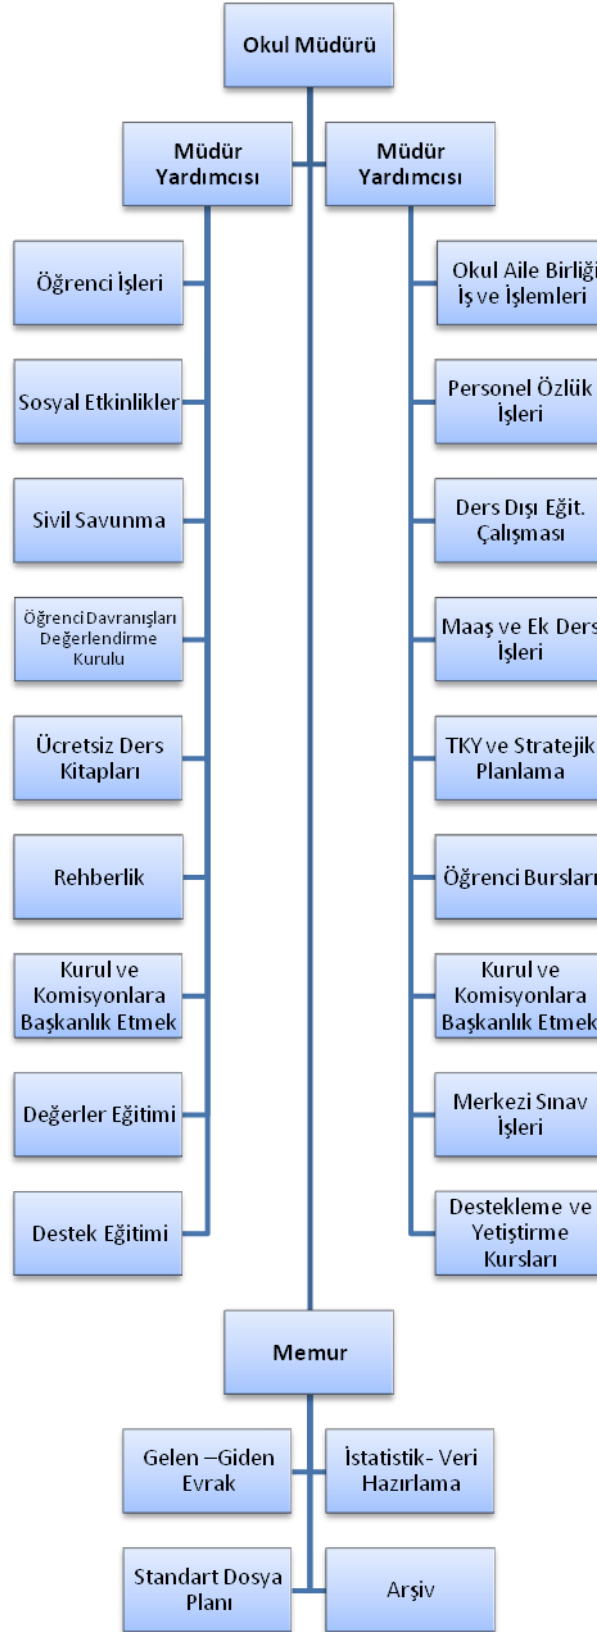 Okul Müdürü
Müdür
Yardımcısı
Müdür
Yardımcısı
Öğrenci İşleri
Okul Aile Birliği
İş ve İşlemleri
Sosyal Etkinlikler
Personel Özlük
İşleri
Sivil Savunma
Ders Dışı Eğit.
Çalışması
Öğrenci Davranışları
Değerlendirme
Kurulu
Maaş ve Ek Ders
İşleri
Ücretsiz Ders
Kitapları
TKY ve Stratejik
Planlama
Rehberlik
Öğrenci Bursları
Kurul ve
Komisyonlara
Başkanlık Etmek
Kurul ve
Komisyonlara
Başkanlık Etmek
Değerler Eğitimi
Merkezi Sınav
İşleri
Destek Eğitimi
Destekleme ve
Yetiştirme
Kursları
Memur
Gelen –Giden
Evrak
İstatistik- Veri
Hazırlama
Standart Dosya
Planı
Arşiv